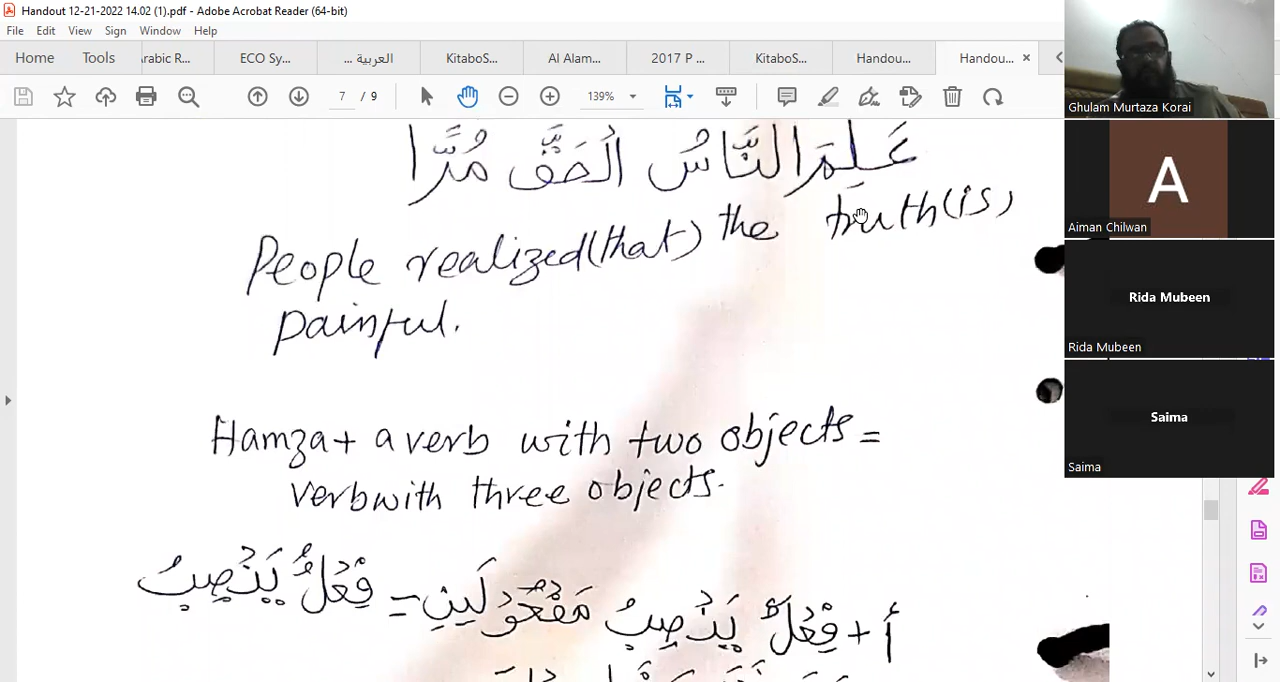 Handout 12-21-2022 14.02 (1).pdf - Adobe Acrobat Reader (64-bit)
File Edit View Sign Window Help
Home Tools Arabic R... ECO Sy... العربية ... KitaboS... Al Alam... 2017 P ... KitaboS... Handou... Handou... ×
7 / 9 139%
عَلِمَ النَّاسُ الْحَقَّ مُرًّا
People realized(that) the truth(is)
painful.
Hamza + a verb with two objects =
verb with three objects.
أ + فِعْلٌ يَنْصِبُ مَفْعُوْلَينِ = فِعْلٌ يَنْصِبُ
Ghulam Murtaza Korai
A
Aiman Chilwan
Rida Mubeen
Rida Mubeen
Saima
Saima